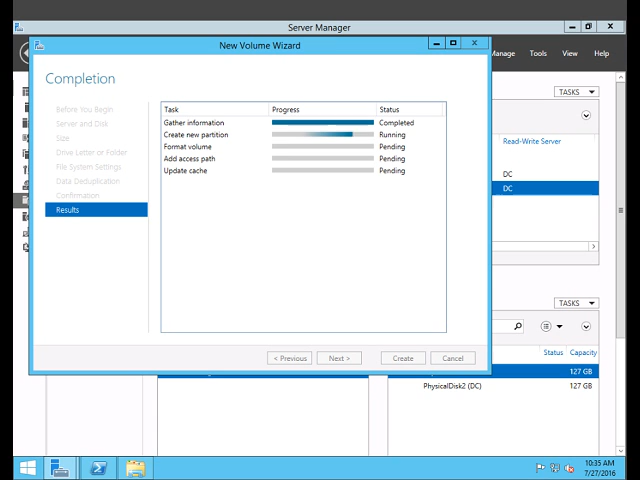 Server Manager
New Volume Wizard
Manage Tools View Help
Completion
TASKS
Before You Begin
Server and Disk
Size
Drive Letter or Folder
File System Settings
Data Deduplication
Confirmation
Results
Task Progress Status
Gather information Completed
Create new partition Running
Format volume Pending
Add access path Pending
Update cache Pending
Read-Write Server
DC
DC
TASKS
< Previous Next > Create Cancel
Status Capacity
127 GB
PhysicalDisk2 (DC) 127 GB
10:35 AM
7/27/2016